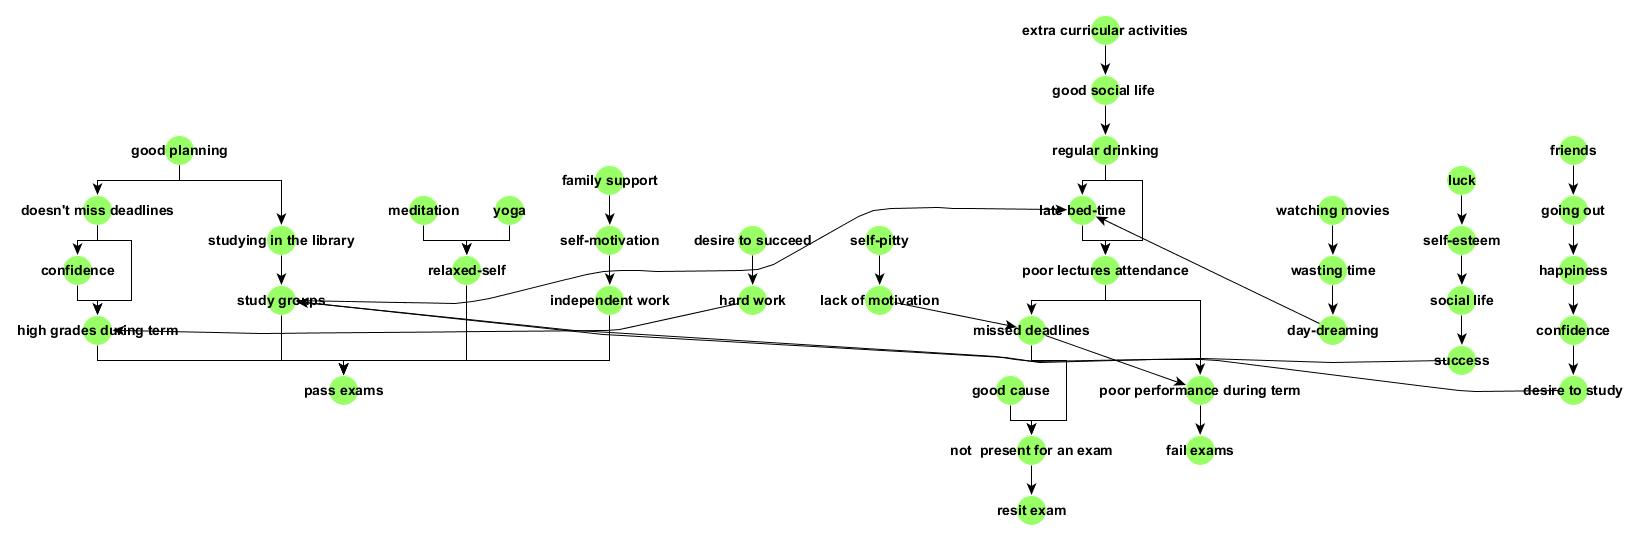 extra curricular activities
good social life
good planning
regular drinking
friends
family support
luck
doesn't miss deadlines
meditation
yoga
late bed-time
watching movies
going out
studying in the library
self-motivation
desire to succeed
self-pitty
self-esteem
confidence
relaxed-self
poor lectures attendance
wasting time
happiness
study groups
independent work
hard work
lack of motivation
social life
high grades during term
missed deadlines
day-dreaming
confidence
success
pass exams
good cause
poor performance during term
desire to study
not  present for an exam
fail exams
resit exam